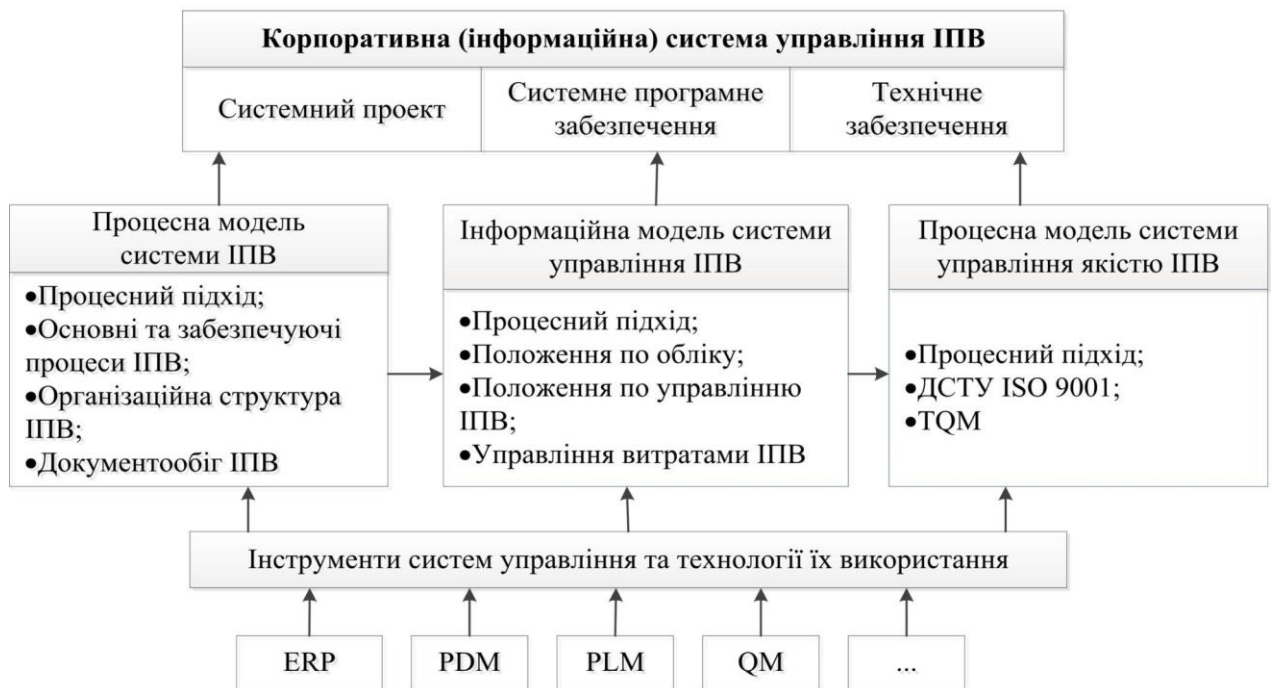 Корпоративна (інформаційна) система управління ІПВ
Системний проект
Системне програмне
забезпечення
Технічне
забезпечення
Процесна модель
системи ІПВ
•Процесний підхід;
•Основні та забезпечуючі
процеси ІПВ;
•Організаційна структура
ІПВ;
•Документообіг ІПВ
Інформаційна модель системи
управління ІПВ
•Процесний підхід;
•Положення по обліку;
•Положення по управлінню
ІПВ;
•Управління витратами ІПВ
Процесна модель системи
управління якістю ІПВ
•Процесний підхід;
•ДСТУ ISO 9001;
•TQM
Інструменти систем управління та технології їх використання
ERP
PDM
PLM
QM
...